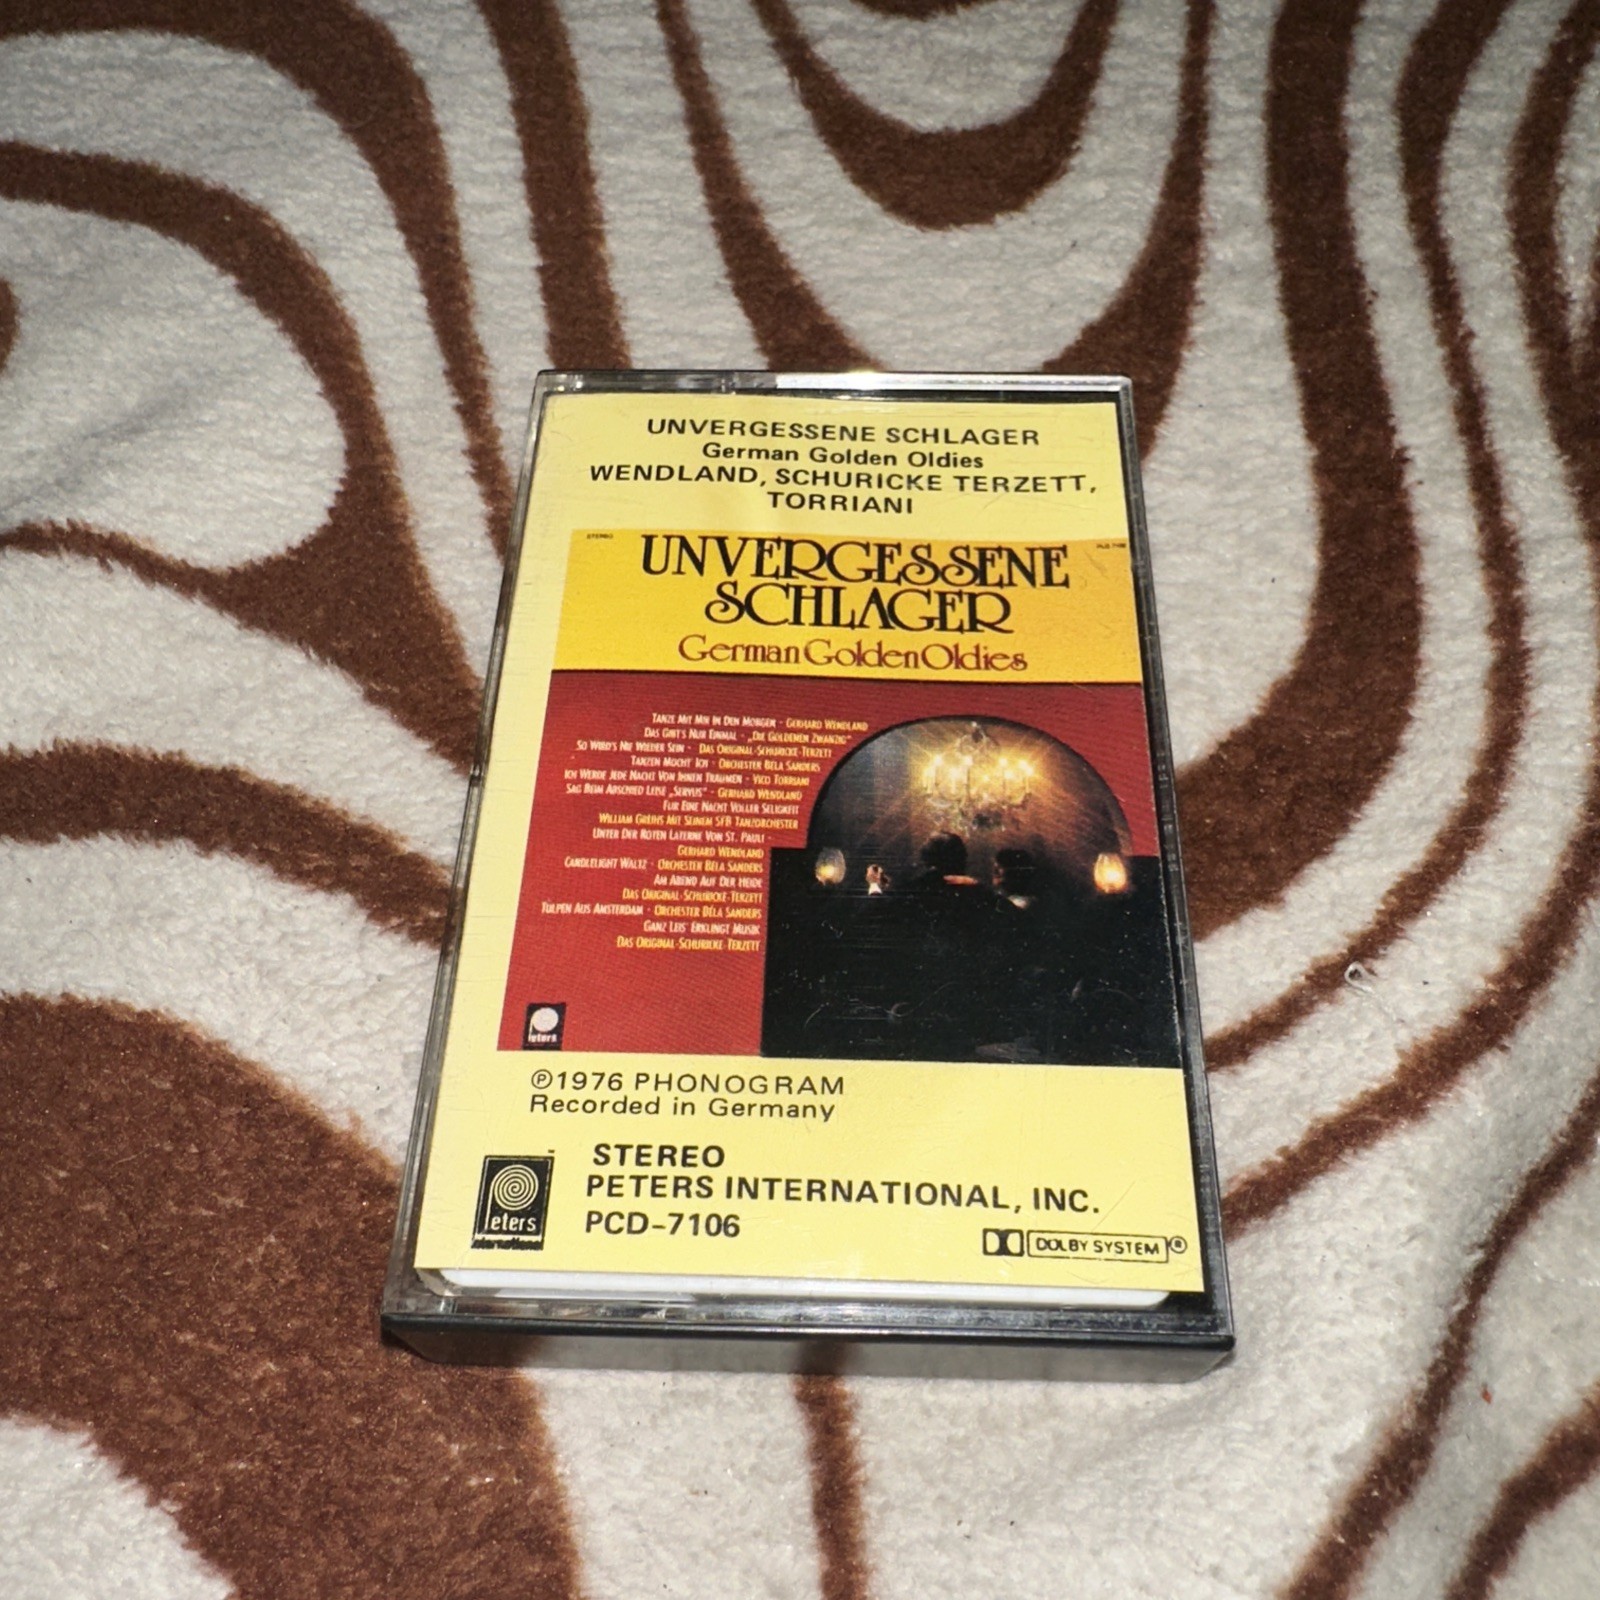 UNVERGESSENE SCHLAGER
German Golden Oldies
WENDLAND, SCHURICKE TERZETT,
TORRIANI
STEREO
UNVERGESSENE
SCHLAGER
German Golden Oldies
TANZE MIT MIR IN DEN MORGEN - GERHARD WENDLAND
DAS GIBT'S NUR EINMAL - „DIE GOLDENEN ZWANZIG"
SO WIRD'S NIE WIEDER SEIN - DAS ORIGINAL-SCHURICKE-TERZETT
TANZEN MOCHT' ICH - ORCHESTER BELA SANDERS
ICH WERDE JEDE NACHT VON IHNEN TRAUMEN - VICO TORRIANI
SAG BEIM ABSCHIED LEISE „SERVUS" - GERHARD WENDLAND
FUR EINE NACHT VOLLER SELIGKEIT
WILLIAM GREIHS MIT SEINEM SFB TANZORCHESTER
UNTER DER ROTEN LATERNE VON ST. PAULI -
GERHARD WENDLAND
CANDLELIGHT WALTZ - ORCHESTER BELA SANDERS
AM ABEND AUF DER HEIDE
DAS ORIGINAL-SCHURICKE-TERZETT
TULPEN AUS AMSTERDAM - ORCHESTER BÉLA SANDERS
GANZ LEIS' ERKLINGT MUSIK
DAS ORIGINAL-SCHURICKE-TERZETT
Peters
℗1976 PHONOGRAM
Recorded in Germany
STEREO
PETERS INTERNATIONAL, INC.
PCD-7106
Peters
International
™
DOLBY SYSTEM®